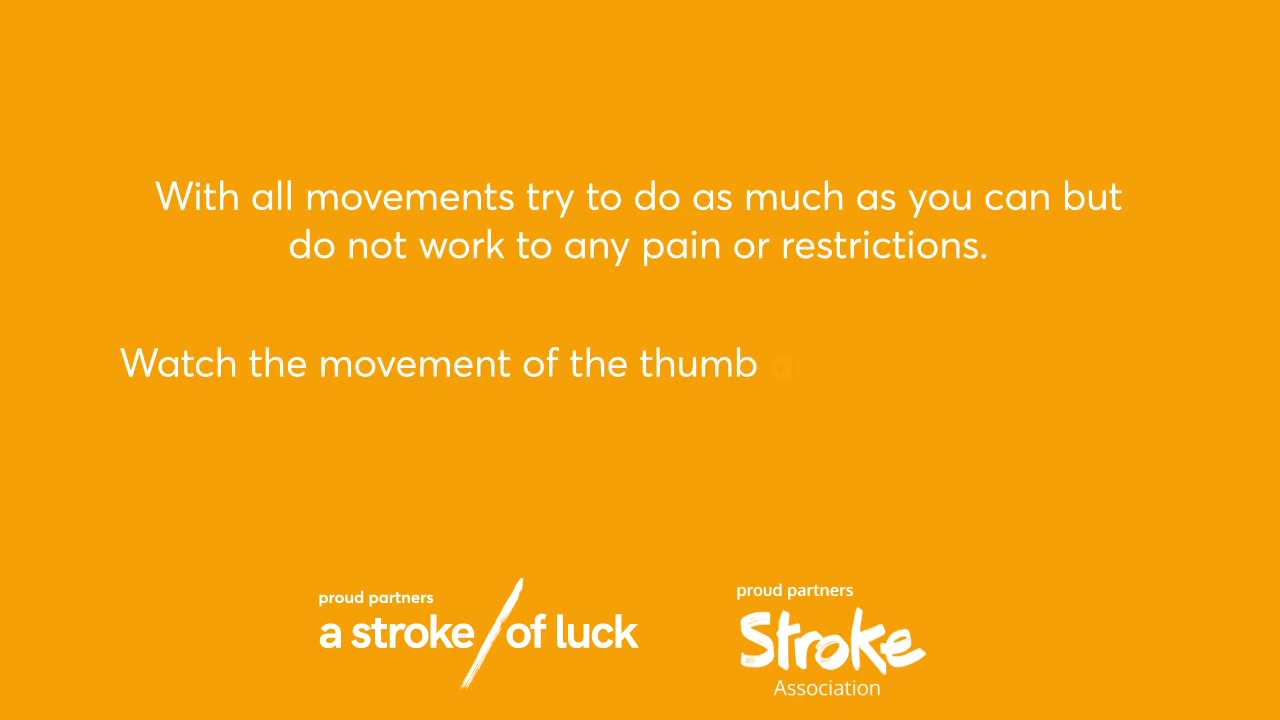 With all movements try to do as much as you can but
do not work to any pain or restrictions.
Watch the movement of the thumb
proud partners
a stroke of luck
proud partners
Stroke
Association